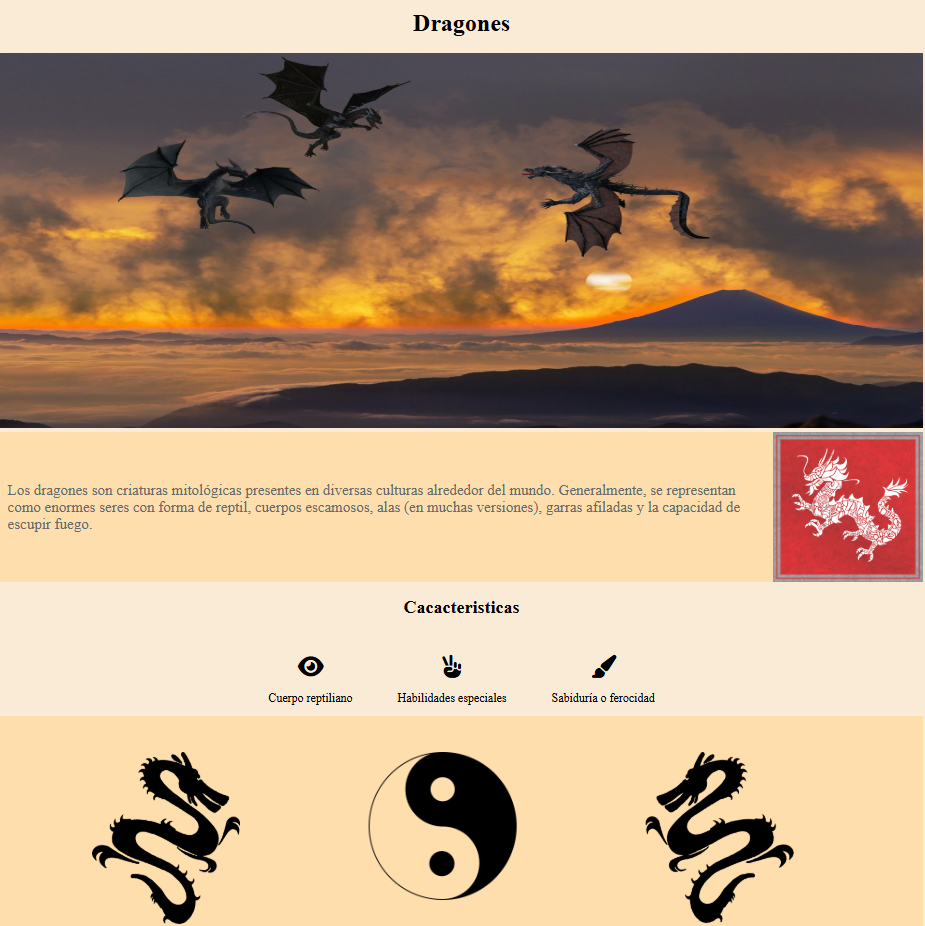 Dragones
Los dragones son criaturas mitológicas presentes en diversas culturas alrededor del mundo. Generalmente, se representan
como enormes seres con forma de reptil, cuerpos escamosos, alas (en muchas versiones), garras afiladas y la capacidad de
escupir fuego.
Cacacteristicas
Cuerpo reptiliano
Habilidades especiales
Sabiduría o ferocidad